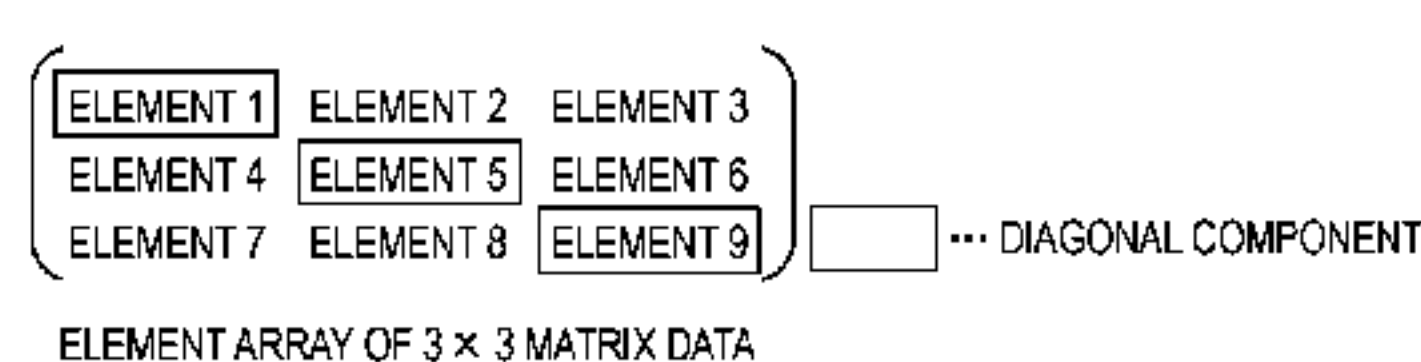 ELEMENT 1 ELEMENT 2 ELEMENT 3
ELEMENT 4 ELEMENT 5 ELEMENT 6
ELEMENT 7 ELEMENT 8 ELEMENT 9 ··· DIAGONAL COMPONENT
ELEMENT ARRAY OF 3 × 3 MATRIX DATA